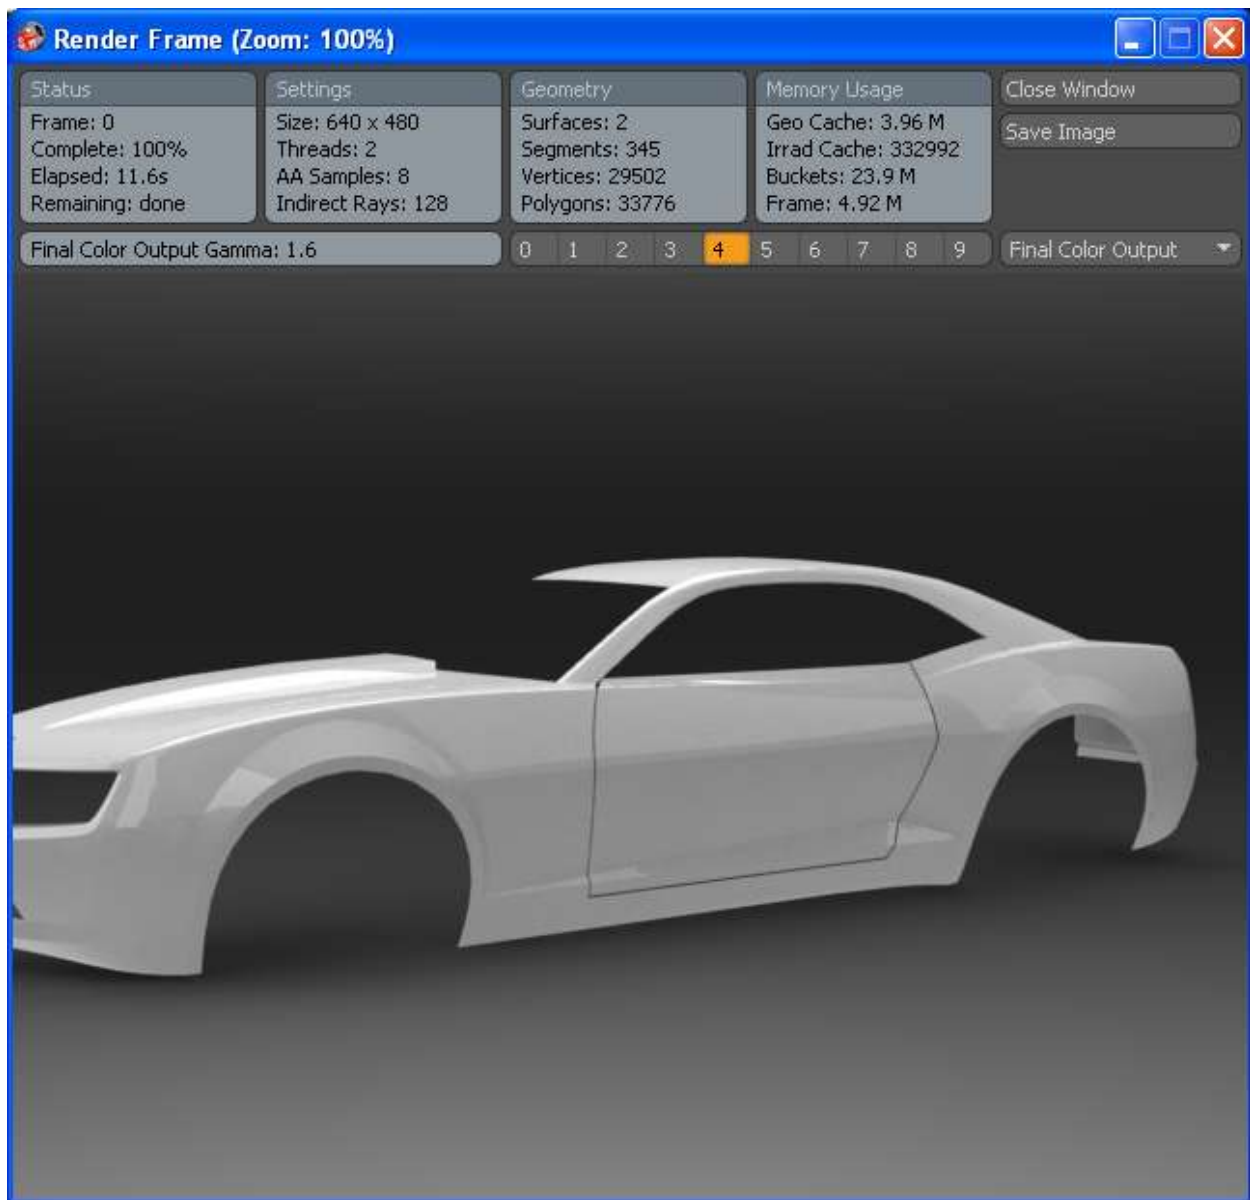 Render Frame (Zoom: 100%)
Status
Frame: 0
Complete: 100%
Elapsed: 11.6s
Remaining: done
Settings
Size: 640 x 480
Threads: 2
AA Samples: 8
Indirect Rays: 128
Geometry
Surfaces: 2
Segments: 345
Vertices: 29502
Polygons: 33776
Memory Usage
Geo Cache: 3.96 M
Irrad Cache: 332992
Buckets: 23.9 M
Frame: 4.92 M
Close Window
Save Image
Final Color Output Gamma: 1.6
0 1 2 3 4 5 6 7 8 9
Final Color Output